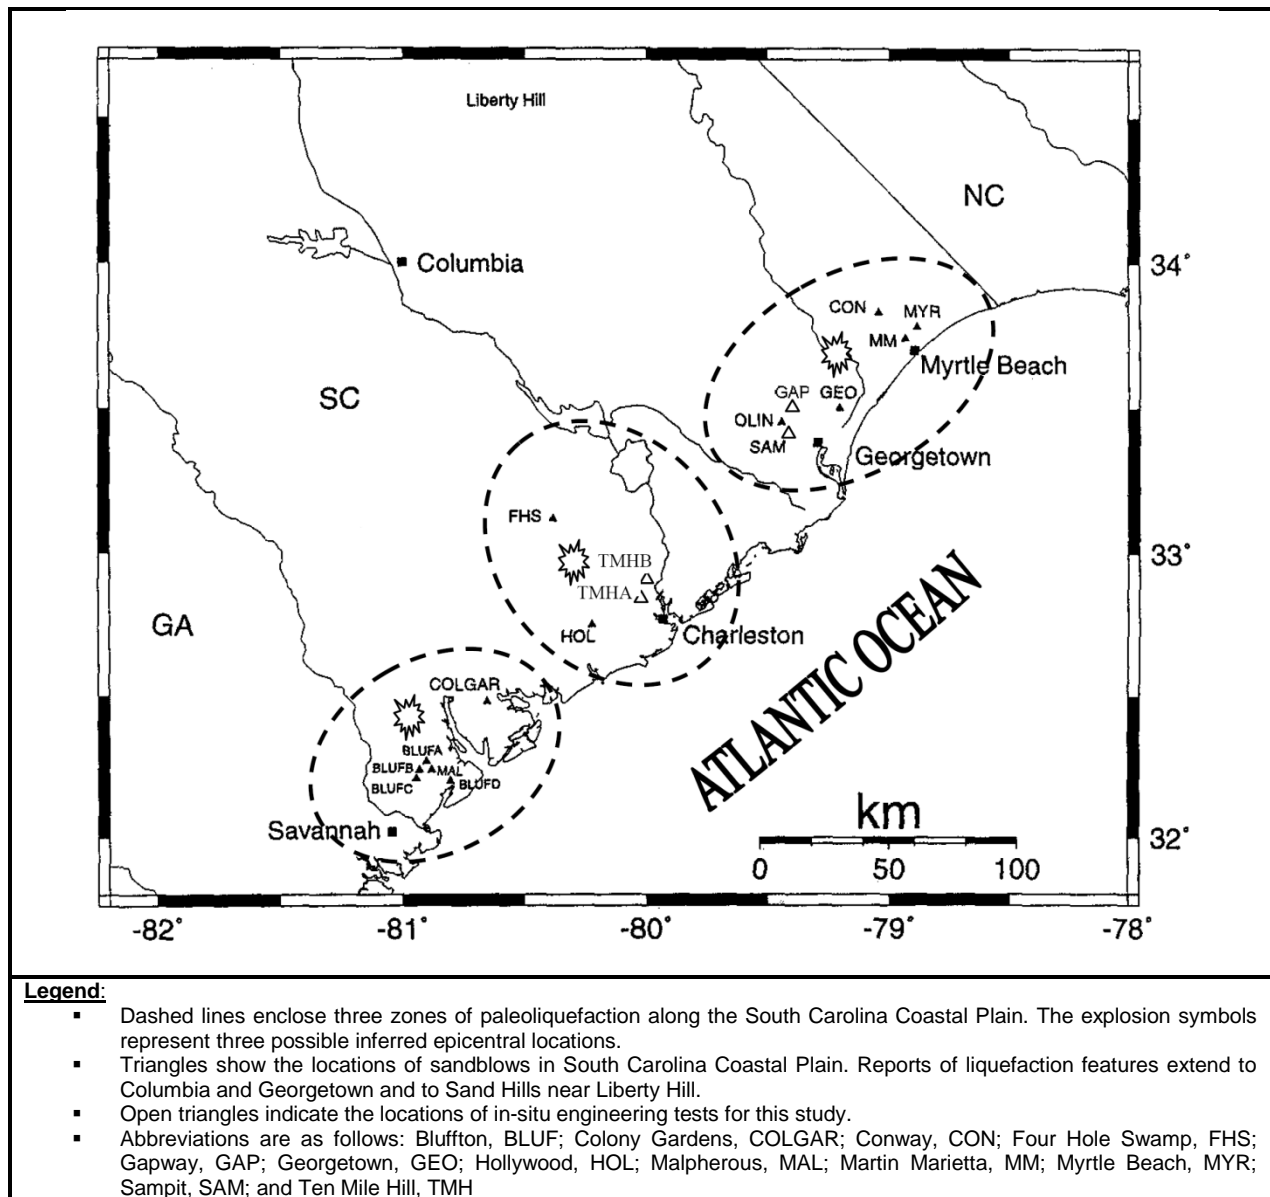 Liberty Hill
NC
Columbia
34°
CON
MYR
MM
Myrtle Beach
SC
GAP
GEO
OLIN
SAM
Georgetown
FHS
33°
TMHB
TMHA
GA
HOL
Charleston
ATLANTIC OCEAN
COLGAR
BLUFA
BLUFB
MAL
BLUFC
BLUFD
km
Savannah
32°
0 50 100
-82° -81° -80° -79° -78°
Legend:
▪ Dashed lines enclose three zones of paleoliquefaction along the South Carolina Coastal Plain. The explosion symbols
represent three possible inferred epicentral locations.
▪ Triangles show the locations of sandblows in South Carolina Coastal Plain. Reports of liquefaction features extend to
Columbia and Georgetown and to Sand Hills near Liberty Hill.
▪ Open triangles indicate the locations of in-situ engineering tests for this study.
▪ Abbreviations are as follows: Bluffton, BLUF; Colony Gardens, COLGAR; Conway, CON; Four Hole Swamp, FHS;
Gapway, GAP; Georgetown, GEO; Hollywood, HOL; Malpherous, MAL; Martin Marietta, MM; Myrtle Beach, MYR;
Sampit, SAM; and Ten Mile Hill, TMH